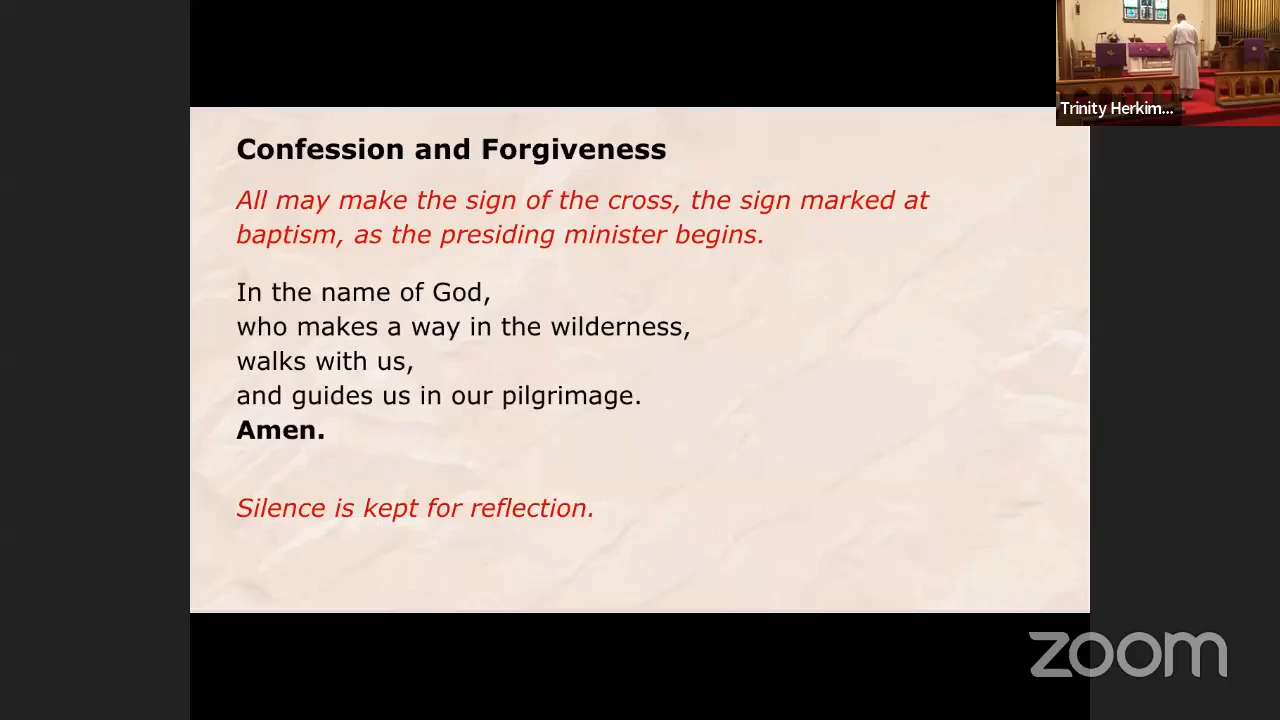 Confession and Forgiveness
All may make the sign of the cross, the sign marked at
baptism, as the presiding minister begins.
In the name of God,
who makes a way in the wilderness,
walks with us,
and guides us in our pilgrimage.
Amen.
Silence is kept for reflection.
Trinity Herkim...
zoom